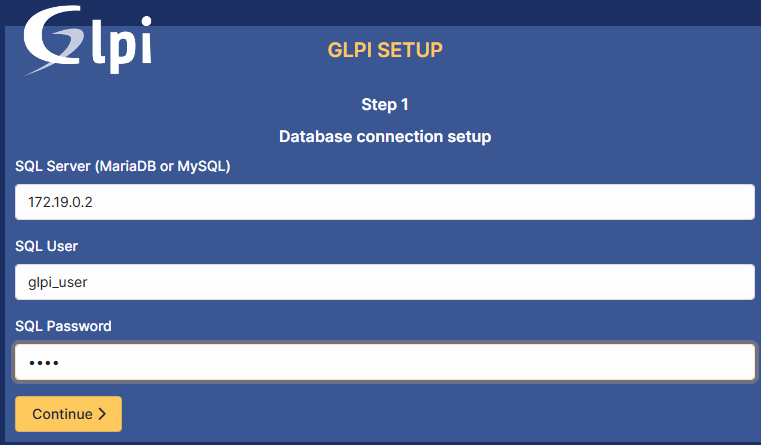 Glpi
GLPI SETUP
Step 1
Database connection setup
SQL Server (MariaDB or MySQL)
172.19.0.2
SQL User
glpi_user
SQL Password
••••
Continue